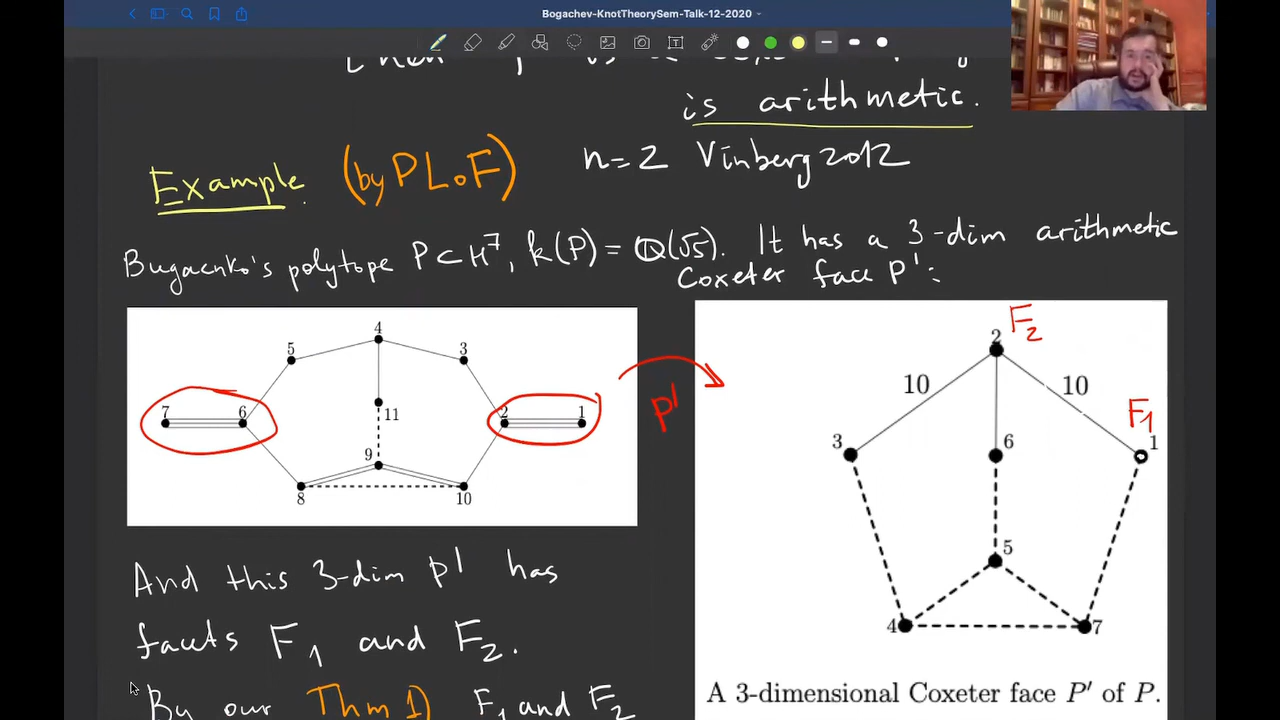 Bogachev-KnotTheorySem-Talk-12-2020
is arithmetic.
Example. (by PLoF) n=2 Vinberg 2012
Bugaenko's polytope P⊂H⁷, k(P) = Q(√5). It has a 3-dim arithmetic
Coxeter face P':
4
5
3
7
6
11
2
1
9
8
10
P'
F₂
2
10
10
F₁
3
6
1
5
4
7
A 3-dimensional Coxeter face P′ of P.
And this 3-dim P' has
facets F₁ and F₂.
By our Thm 1) F₁ and F₂